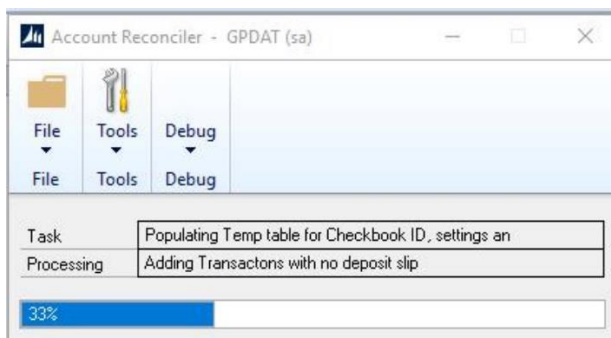 Account Reconciler - GPDAT (sa)
File Tools Debug
File Tools Debug
Task Populating Temp table for Checkbook ID, settings an
Processing Adding Transactons with no deposit slip
33%